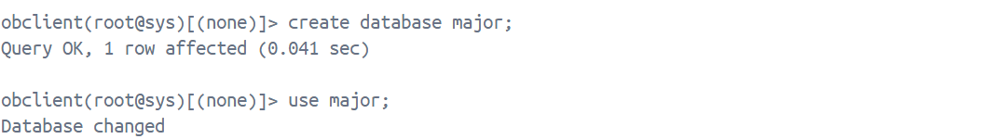 obclient(root@sys)[(none)]> create database major;
Query OK, 1 row affected (0.041 sec)
obclient(root@sys)[(none)]> use major;
Database changed